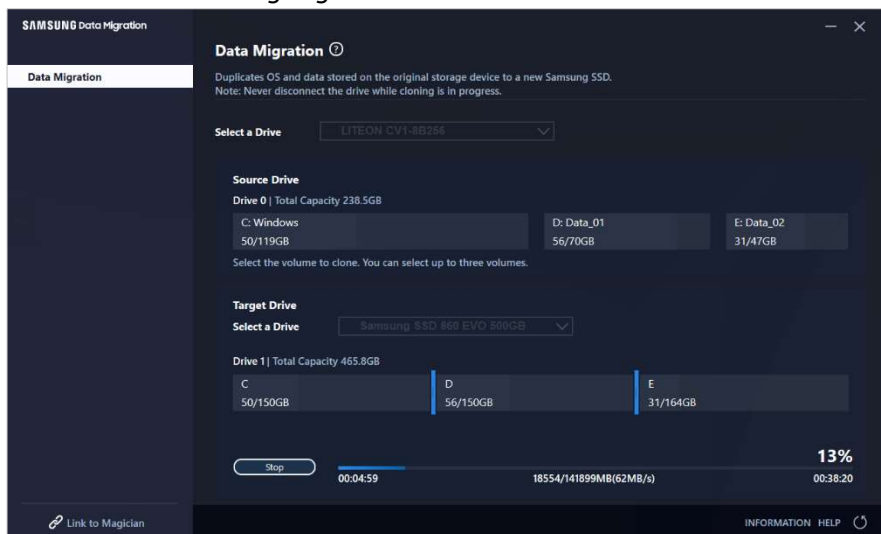 SAMSUNG Data Migration
Data Migration
Data Migration ?
Duplicates OS and data stored on the original storage device to a new Samsung SSD.
Note: Never disconnect the drive while cloning is in progress.
Select a Drive LITEON CV1-8B256
Source Drive
Drive 0 | Total Capacity 238.5GB
C: Windows D: Data_01 E: Data_02
50/119GB 56/70GB 31/47GB
Select the volume to clone. You can select up to three volumes.
Target Drive
Select a Drive Samsung SSD 860 EVO 500GB
Drive 1 | Total Capacity 465.8GB
C D E
50/150GB 56/150GB 31/164GB
13%
Stop
00:04:59 18554/141899MB(62MB/s) 00:38:20
Link to Magician
INFORMATION HELP